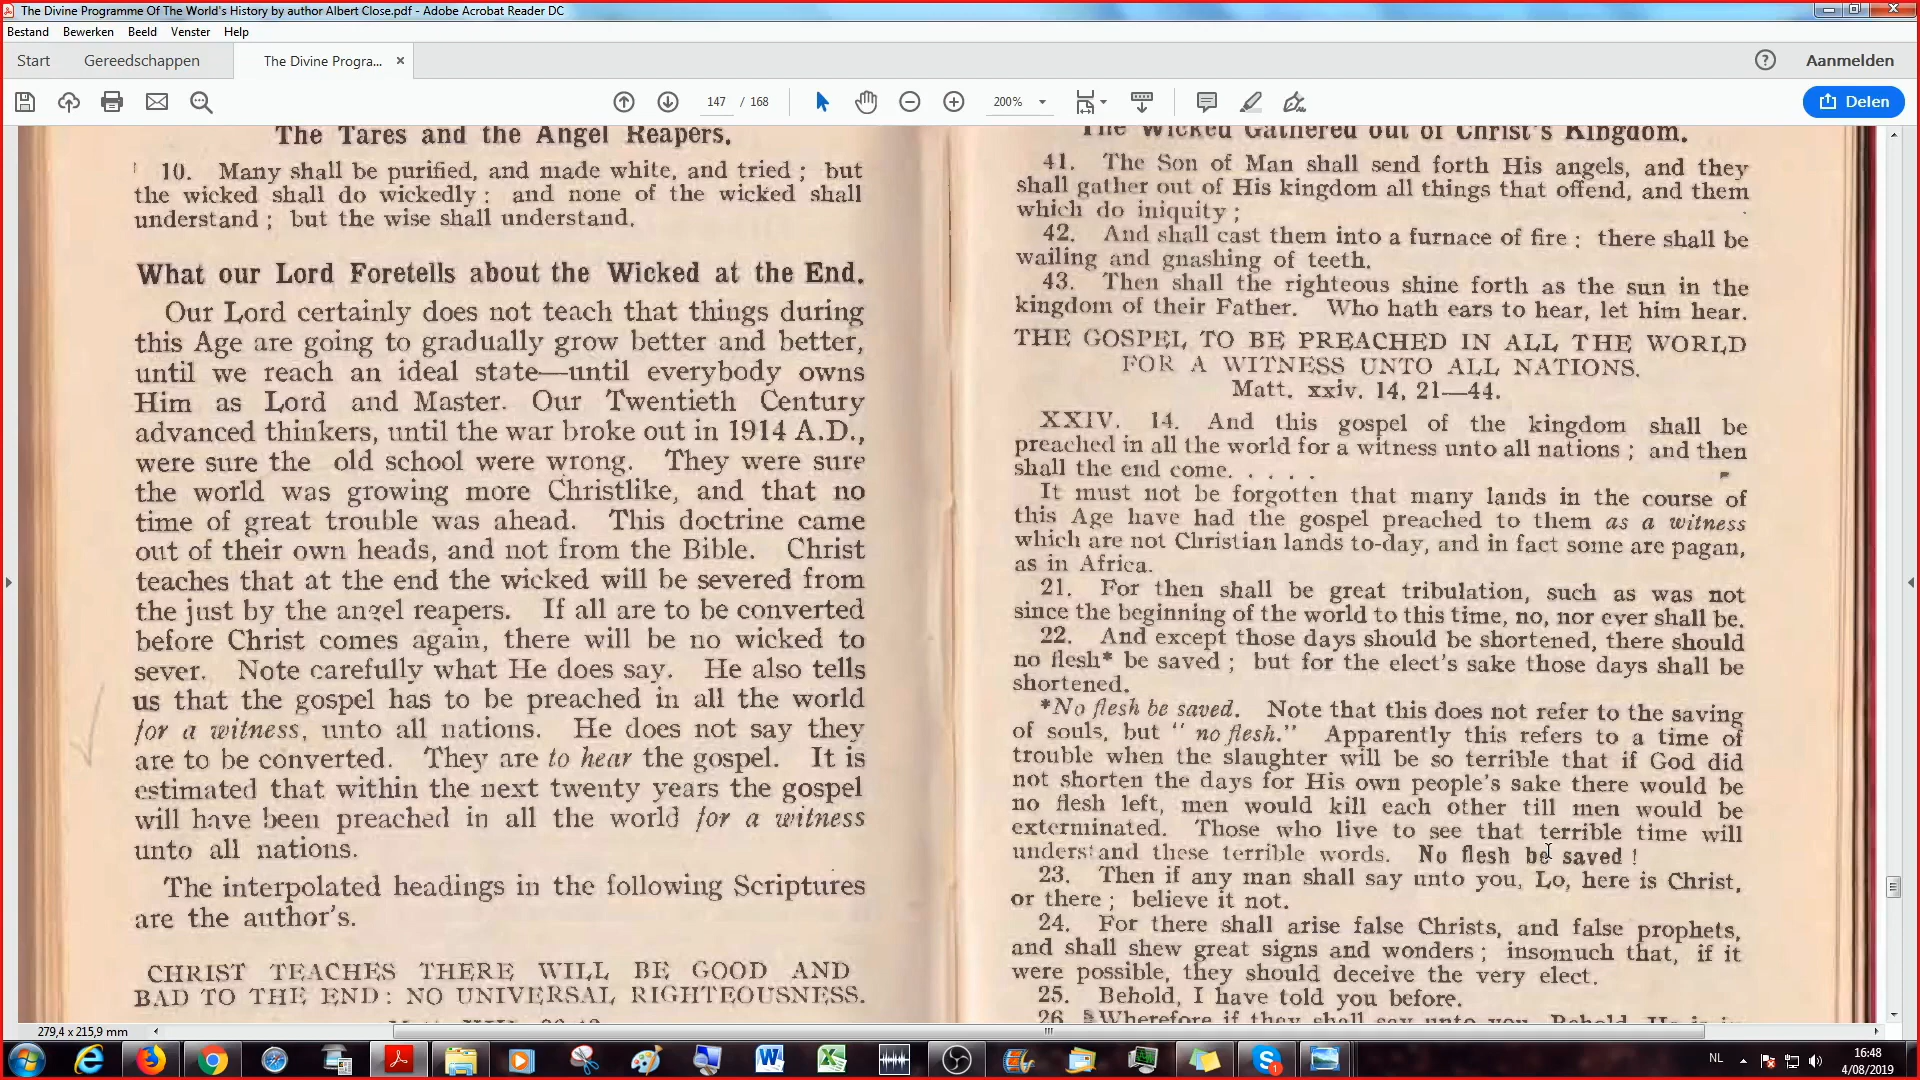 The Divine Programme Of The World's History by author Albert Close.pdf - Adobe Acrobat Reader DC
Bestand Bewerken Beeld Venster Help
Start Gereedschappen The Divine Progra... × Aanmelden
147 / 168 200% Delen
The Tares and the Angel Reapers.
10. Many shall be purified, and made white, and tried ; but
the wicked shall do wickedly : and none of the wicked shall
understand ; but the wise shall understand.
What our Lord Foretells about the Wicked at the End.
Our Lord certainly does not teach that things during
this Age are going to gradually grow better and better,
until we reach an ideal state—until everybody owns
Him as Lord and Master. Our Twentieth Century
advanced thinkers, until the war broke out in 1914 A.D.,
were sure the old school were wrong. They were sure
the world was growing more Christlike, and that no
time of great trouble was ahead. This doctrine came
out of their own heads, and not from the Bible. Christ
teaches that at the end the wicked will be severed from
the just by the angel reapers. If all are to be converted
before Christ comes again, there will be no wicked to
sever. Note carefully what He does say. He also tells
us that the gospel has to be preached in all the world
for a witness, unto all nations. He does not say they
are to be converted. They are to hear the gospel. It is
estimated that within the next twenty years the gospel
will have been preached in all the world for a witness
unto all nations.
The interpolated headings in the following Scriptures
are the author's.
CHRIST TEACHES THERE WILL BE GOOD AND
BAD TO THE END : NO UNIVERSAL RIGHTEOUSNESS.
The Wicked Gathered out of Christ's Kingdom.
41. The Son of Man shall send forth His angels, and they
shall gather out of His kingdom all things that offend, and them
which do iniquity ;
42. And shall cast them into a furnace of fire : there shall be
wailing and gnashing of teeth.
43. Then shall the righteous shine forth as the sun in the
kingdom of their Father. Who hath ears to hear, let him hear.
THE GOSPEL TO BE PREACHED IN ALL THE WORLD
FOR A WITNESS UNTO ALL NATIONS.
Matt. xxiv. 14, 21—44.
XXIV. 14. And this gospel of the kingdom shall be
preached in all the world for a witness unto all nations ; and then
shall the end come. . . . .
It must not be forgotten that many lands in the course of
this Age have had the gospel preached to them as a witness
which are not Christian lands to-day, and in fact some are pagan,
as in Africa.
21. For then shall be great tribulation, such as was not
since the beginning of the world to this time, no, nor ever shall be.
22. And except those days should be shortened, there should
no flesh* be saved ; but for the elect's sake those days shall be
shortened.
*No flesh be saved. Note that this does not refer to the saving
of souls, but " no flesh." Apparently this refers to a time of
trouble when the slaughter will be so terrible that if God did
not shorten the days for His own people's sake there would be
no flesh left, men would kill each other till men would be
exterminated. Those who live to see that terrible time will
understand these terrible words. No flesh be saved !
23. Then if any man shall say unto you, Lo, here is Christ,
or there ; believe it not.
24. For there shall arise false Christs, and false prophets,
and shall shew great signs and wonders ; insomuch that, if it
were possible, they should deceive the very elect.
25. Behold, I have told you before.
26. Wherefore if they shall say unto you, Behold, He is in
279,4 x 215,9 mm
NL 16:48
4/08/2019